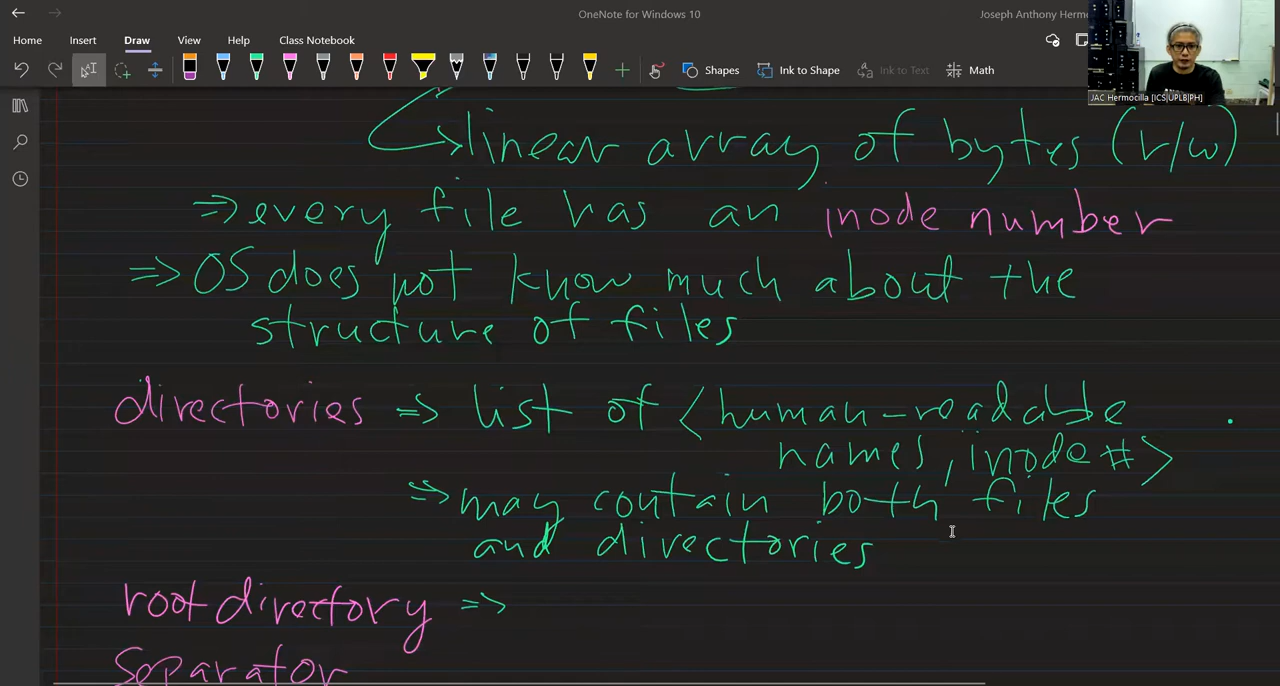 OneNote for Windows 10
Joseph Anthony Hermo
Home Insert Draw View Help Class Notebook
Shapes Ink to Shape Ink to Text Math
JAC Hermocilla [ICS|UPLB|PH]
linear array of bytes (r/w)
=> every file has an inode number
=> OS does not know much about the
structure of files
directories => list of <human-readable
names, inode #>
=> may contain both files
and directories
root directory =>
separator